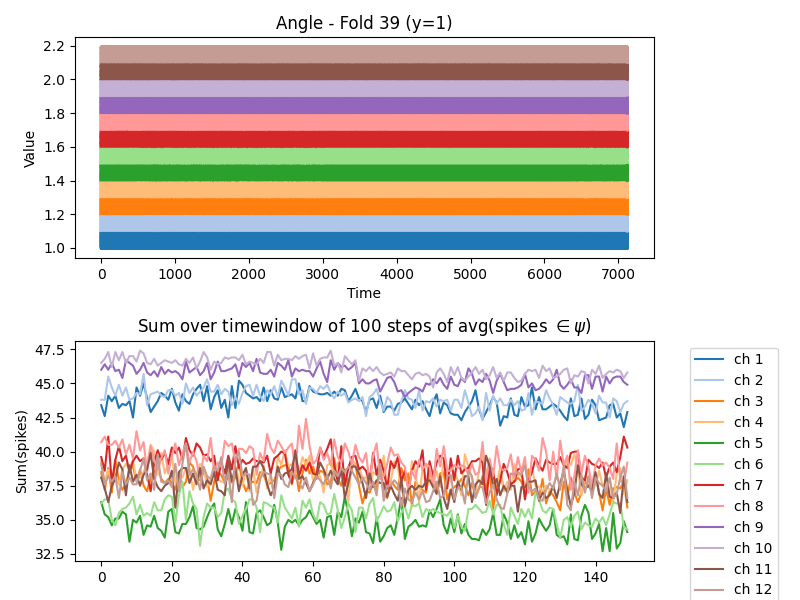 Angle - Fold 39 (y=1)
2.2
2.0
1.8
1.6
1.4
1.2
1.0
Value
0 1000 2000 3000 4000 5000 6000 7000
Time
Sum over timewindow of 100 steps of avg(spikes ∈ ψ)
47.5
45.0
42.5
40.0
37.5
35.0
32.5
Sum(spikes)
0 20 40 60 80 100 120 140
ch 1
ch 2
ch 3
ch 4
ch 5
ch 6
ch 7
ch 8
ch 9
ch 10
ch 11
ch 12